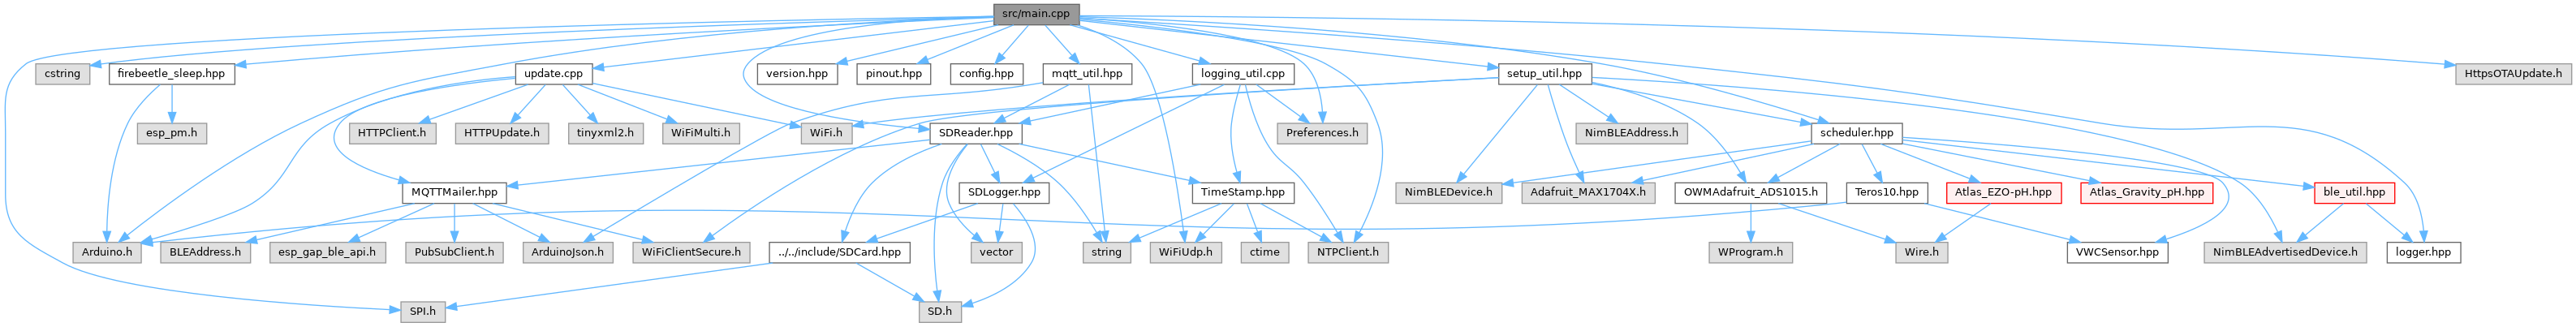 src/main.cpp
cstring
firebeetle_sleep.hpp
update.cpp
version.hpp
pinout.hpp
config.hpp
mqtt_util.hpp
logging_util.cpp
setup_util.hpp
HttpsOTAUpdate.h
esp_pm.h
HTTPClient.h
HTTPUpdate.h
tinyxml2.h
WiFiMulti.h
WiFi.h
SDReader.hpp
Preferences.h
NimBLEAddress.h
scheduler.hpp
MQTTMailer.hpp
SDLogger.hpp
TimeStamp.hpp
NimBLEDevice.h
Adafruit_MAX1704X.h
OWMAdafruit_ADS1015.h
Teros10.hpp
Atlas_EZO-pH.hpp
Atlas_Gravity_pH.hpp
ble_util.hpp
Arduino.h
BLEAddress.h
esp_gap_ble_api.h
PubSubClient.h
ArduinoJson.h
WiFiClientSecure.h
../../include/SDCard.hpp
vector
string
WiFiUdp.h
ctime
NTPClient.h
WProgram.h
Wire.h
VWCSensor.hpp
NimBLEAdvertisedDevice.h
logger.hpp
SPI.h
SD.h